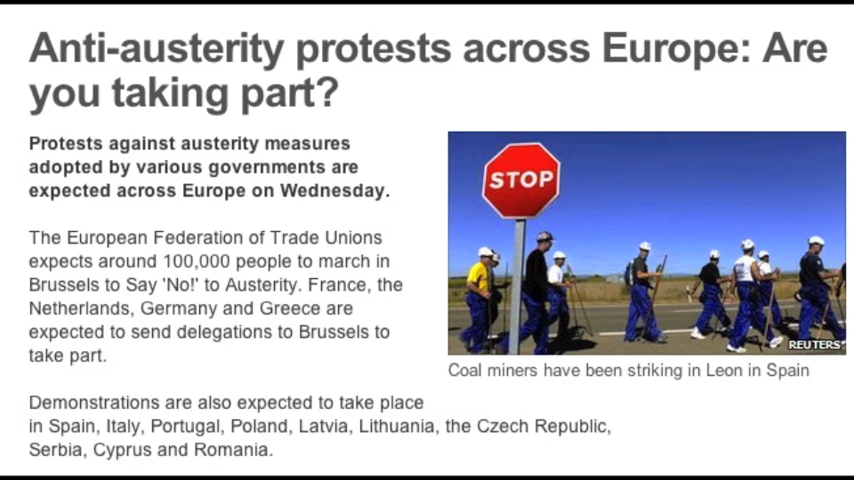 Anti-austerity protests across Europe: Are
you taking part?
Protests against austerity measures
adopted by various governments are
expected across Europe on Wednesday.
The European Federation of Trade Unions
expects around 100,000 people to march in
Brussels to Say 'No!' to Austerity. France, the
Netherlands, Germany and Greece are
expected to send delegations to Brussels to
take part.
STOP
REUTERS
Coal miners have been striking in Leon in Spain
Demonstrations are also expected to take place
in Spain, Italy, Portugal, Poland, Latvia, Lithuania, the Czech Republic,
Serbia, Cyprus and Romania.